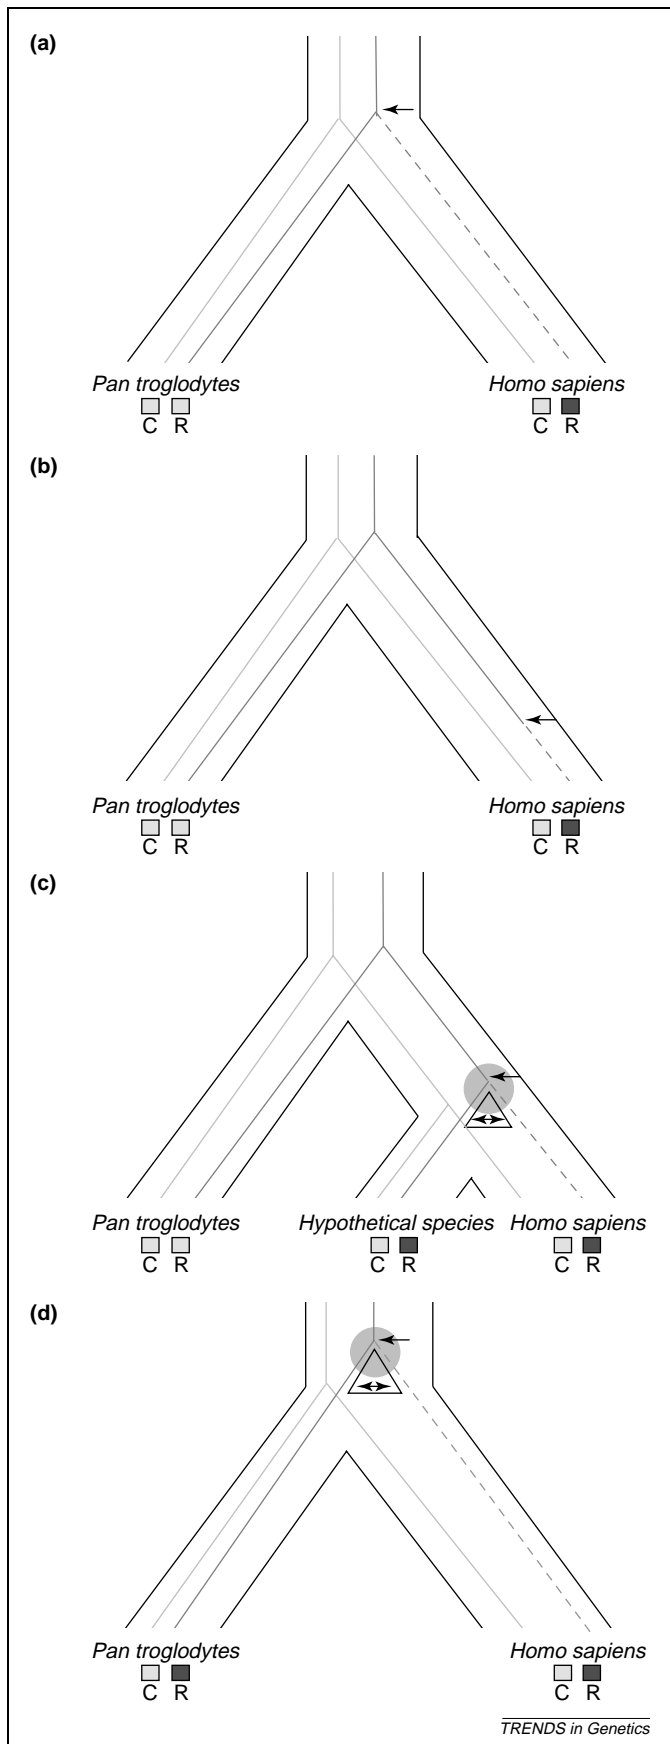 (a)
Pan troglodytes Homo sapiens
C R C R
(b)
Pan troglodytes Homo sapiens
C R C R
(c)
Pan troglodytes Hypothetical species Homo sapiens
C R C R C R
(d)
Pan troglodytes Homo sapiens
C R C R
TRENDS in Genetics